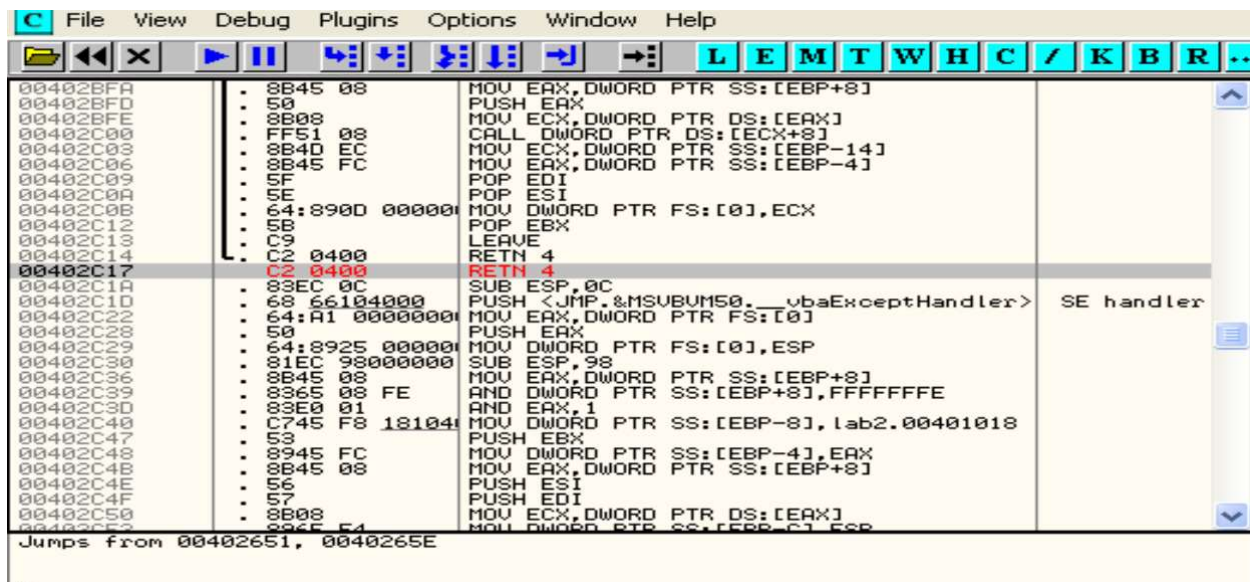 C File View Debug Plugins Options Window Help
L E M T W H C / K B R ..
00402BFA . 8B45 08 MOV EAX,DWORD PTR SS:[EBP+8]
00402BFD . 50 PUSH EAX
00402BFE . 8B08 MOV ECX,DWORD PTR DS:[EAX]
00402C00 . FF51 08 CALL DWORD PTR DS:[ECX+8]
00402C03 . 8B4D EC MOV ECX,DWORD PTR SS:[EBP-14]
00402C06 . 8B45 FC MOV EAX,DWORD PTR SS:[EBP-4]
00402C09 . 5F POP EDI
00402C0A . 5E POP ESI
00402C0B . 64:890D 000000 MOV DWORD PTR FS:[0],ECX
00402C12 . 5B POP EBX
00402C13 . C9 LEAVE
00402C14 . C2 0400 RETN 4
00402C17 C2 0400 RETN 4
00402C1A . 83EC 0C SUB ESP,0C
00402C1D . 68 66104000 PUSH <JMP.&MSVBVM50.__vbaExceptHandler> SE handler
00402C22 . 64:A1 0000000 MOV EAX,DWORD PTR FS:[0]
00402C28 . 50 PUSH EAX
00402C29 . 64:8925 00000 MOV DWORD PTR FS:[0],ESP
00402C30 . 81EC 98000000 SUB ESP,98
00402C36 . 8B45 08 MOV EAX,DWORD PTR SS:[EBP+8]
00402C39 . 8365 08 FE AND DWORD PTR SS:[EBP+8],FFFFFFFE
00402C3D . 83E0 01 AND EAX,1
00402C40 . C745 F8 18104 MOV DWORD PTR SS:[EBP-8],lab2.00401018
00402C47 . 53 PUSH EBX
00402C48 . 8945 FC MOV DWORD PTR SS:[EBP-4],EAX
00402C4B . 8B45 08 MOV EAX,DWORD PTR SS:[EBP+8]
00402C4E . 56 PUSH ESI
00402C4F . 57 PUSH EDI
00402C50 . 8B08 MOV ECX,DWORD PTR DS:[EAX]
Jumps from 00402651, 0040265E